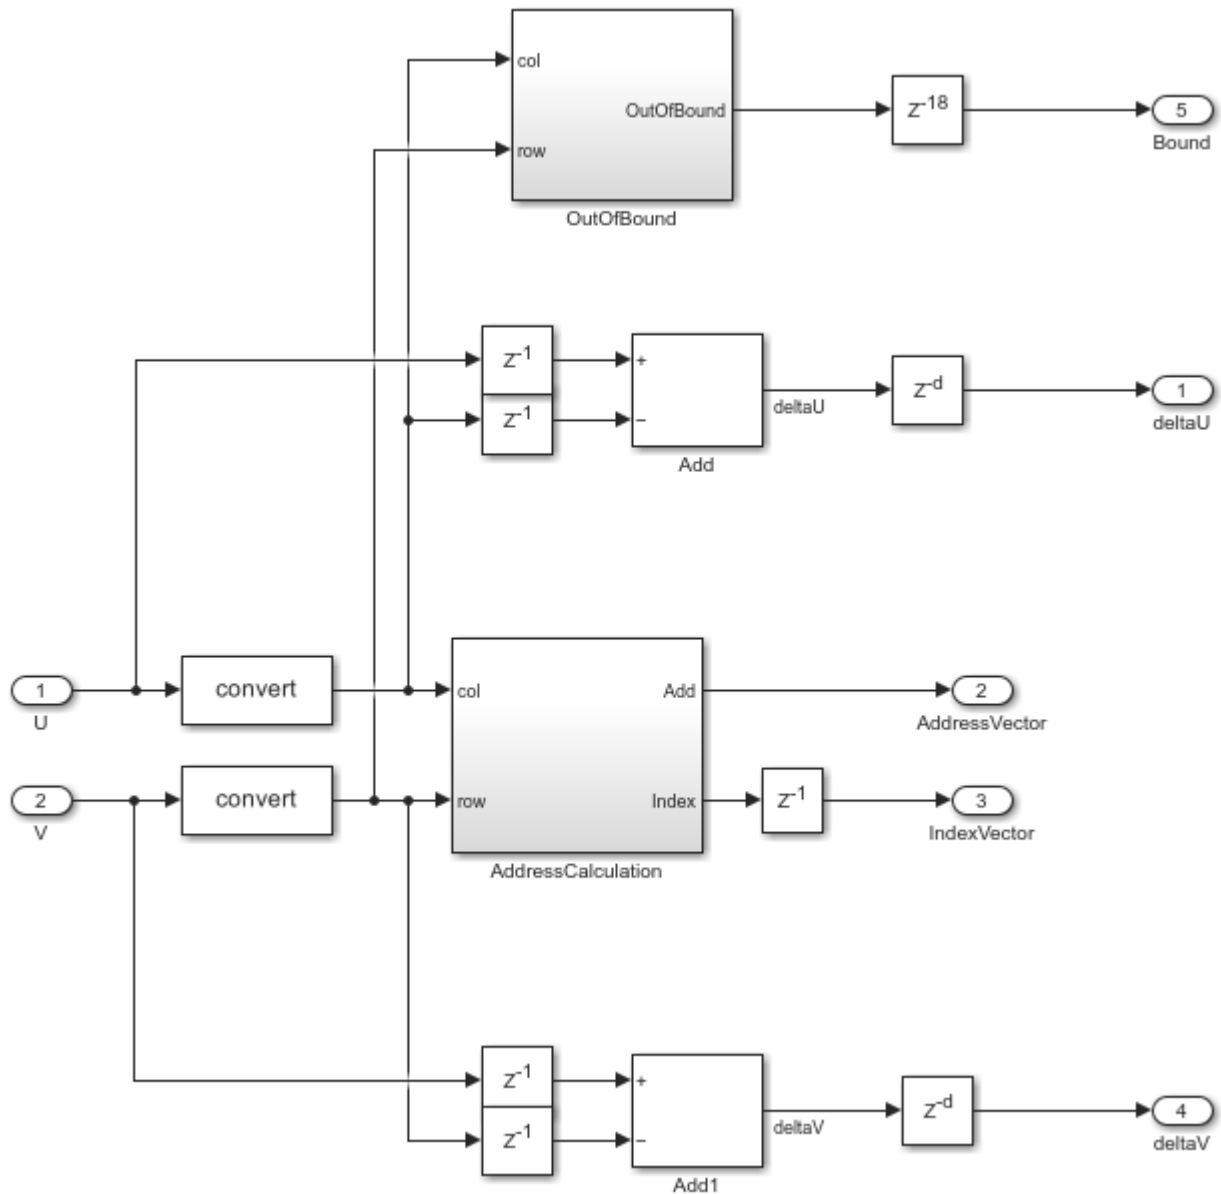 col
OutOfBound
row
OutOfBound
Z-18
5
Bound
Z-1
+
Z-1
−
deltaU
Add
Z-d
1
deltaU
1
U
convert
col
Add
2
AddressVector
2
V
convert
row
Index
Z-1
3
IndexVector
AddressCalculation
Z-1
+
Z-1
−
deltaV
Add1
Z-d
4
deltaV